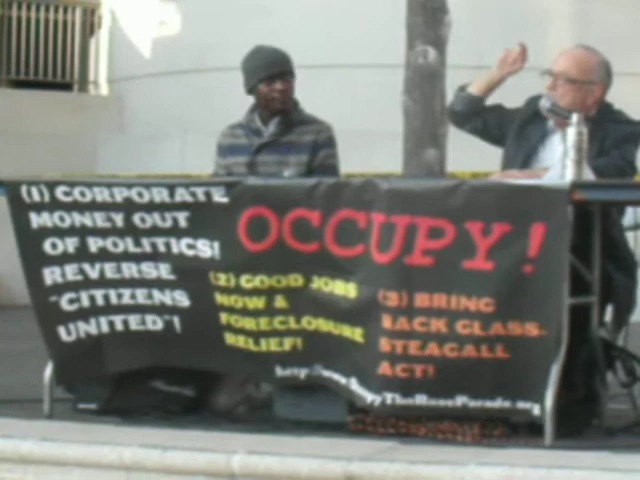 (1) CORPORATE
MONEY OUT
OF POLITICS!
REVERSE
"CITIZENS
UNITED"!
OCCUPY!
(2) GOOD JOBS
NOW &
FORECLOSURE
RELIEF!
(3) BRING
BACK GLASS-
STEAGALL
ACT!